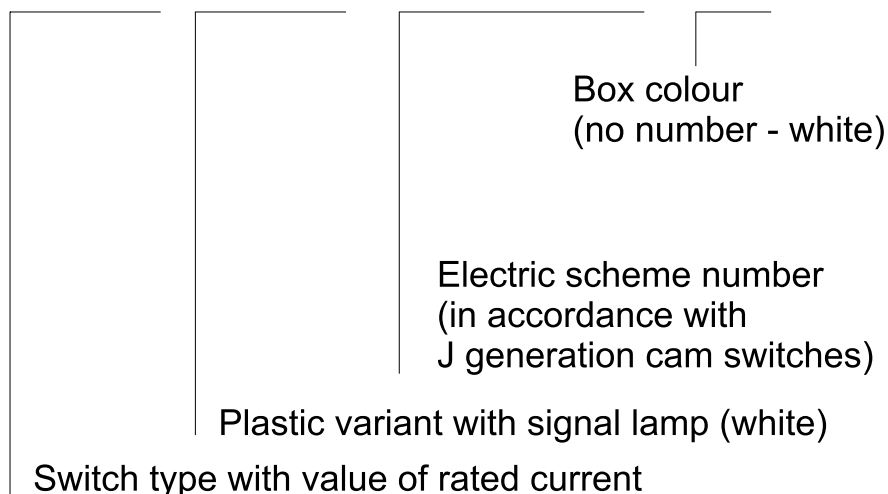 Box colour
(no number - white)
Electric scheme number
(in accordance with
J generation cam switches)
Plastic variant with signal lamp (white)
Switch type with value of rated current